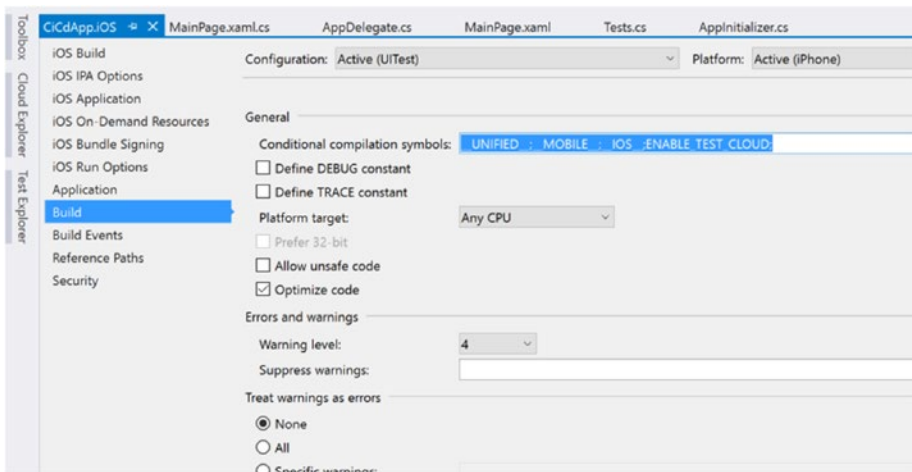 Toolbox
Cloud Explorer
Test Explorer
CiCdApp.iOS MainPage.xaml.cs AppDelegate.cs MainPage.xaml Tests.cs AppInitializer.cs
iOS Build
iOS IPA Options
iOS Application
iOS On-Demand Resources
iOS Bundle Signing
iOS Run Options
Application
Build
Build Events
Reference Paths
Security
Configuration: Active (UITest) Platform: Active (iPhone)
General
Conditional compilation symbols: __UNIFIED__;__MOBILE__;__IOS__;ENABLE_TEST_CLOUD;
Define DEBUG constant
Define TRACE constant
Platform target: Any CPU
Prefer 32-bit
Allow unsafe code
Optimize code
Errors and warnings
Warning level: 4
Suppress warnings:
Treat warnings as errors
None
All
Specific warnings: